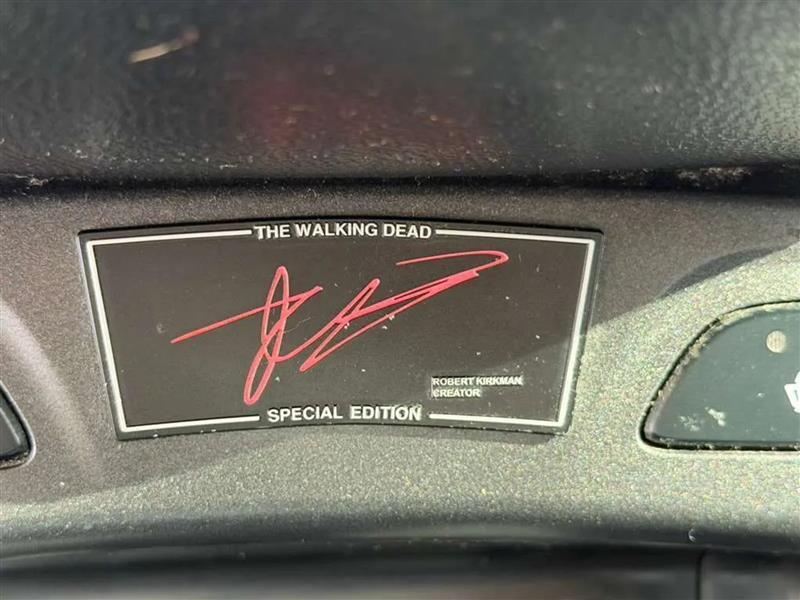 THE WALKING DEAD
ROBERT KIRKMAN
CREATOR
SPECIAL EDITION